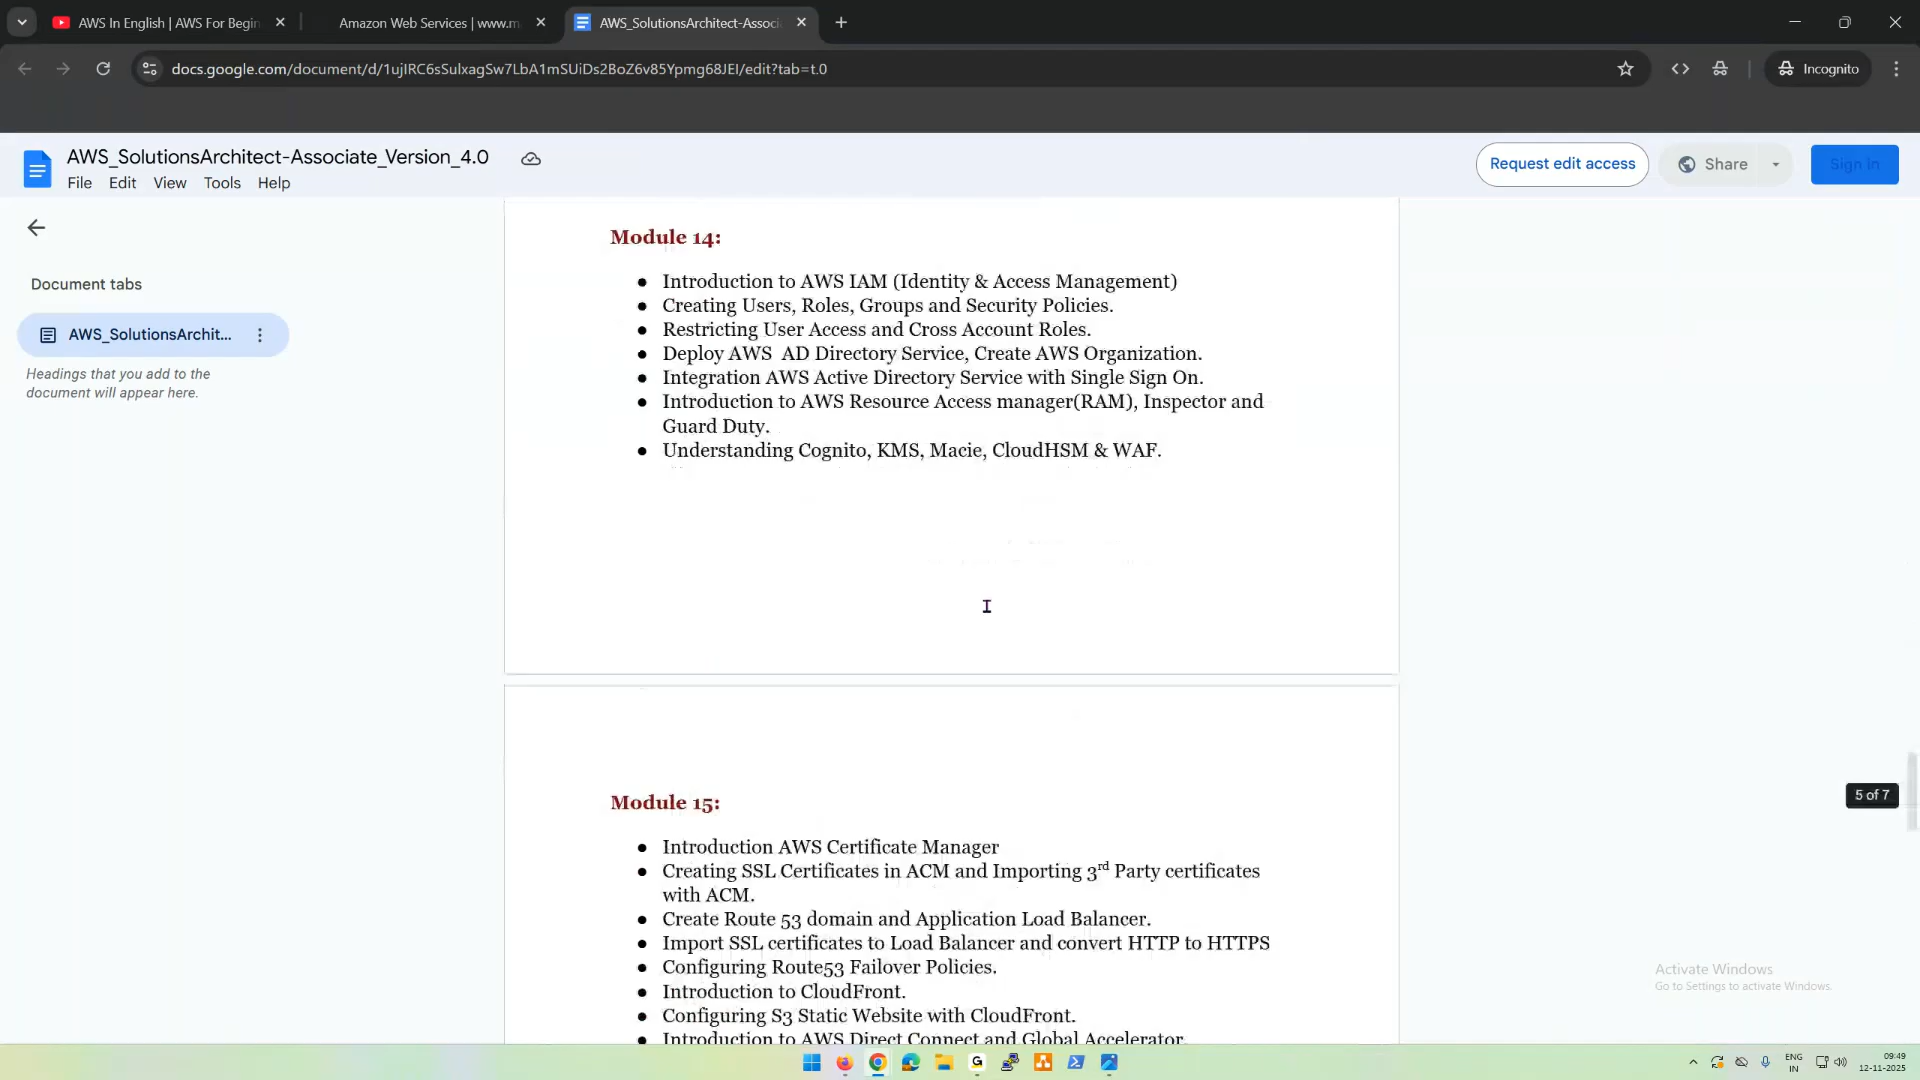 AWS In English | AWS For Begin
Amazon Web Services | www.m
AWS_SolutionsArchitect-Associ
docs.google.com/document/d/1ujIRC6sSulxagSw7LbA1mSUiDs2BoZ6v85Ypmg68JEI/edit?tab=t.0
Incognito
AWS_SolutionsArchitect-Associate_Version_4.0
File Edit View Tools Help
Request edit access
Share
Sign in
Document tabs
AWS_SolutionsArchit...
Headings that you add to the
document will appear here.
Module 14:
● Introduction to AWS IAM (Identity & Access Management)
● Creating Users, Roles, Groups and Security Policies.
● Restricting User Access and Cross Account Roles.
● Deploy AWS AD Directory Service, Create AWS Organization.
● Integration AWS Active Directory Service with Single Sign On.
● Introduction to AWS Resource Access manager(RAM), Inspector and
Guard Duty.
● Understanding Cognito, KMS, Macie, CloudHSM & WAF.
Module 15:
● Introduction AWS Certificate Manager
● Creating SSL Certificates in ACM and Importing 3rd Party certificates
with ACM.
● Create Route 53 domain and Application Load Balancer.
● Import SSL certificates to Load Balancer and convert HTTP to HTTPS
● Configuring Route53 Failover Policies.
● Introduction to CloudFront.
● Configuring S3 Static Website with CloudFront.
● Introduction to AWS Direct Connect and Global Accelerator.
5 of 7
Activate Windows
Go to Settings to activate Windows.
ENG
IN
09:49
12-11-2025